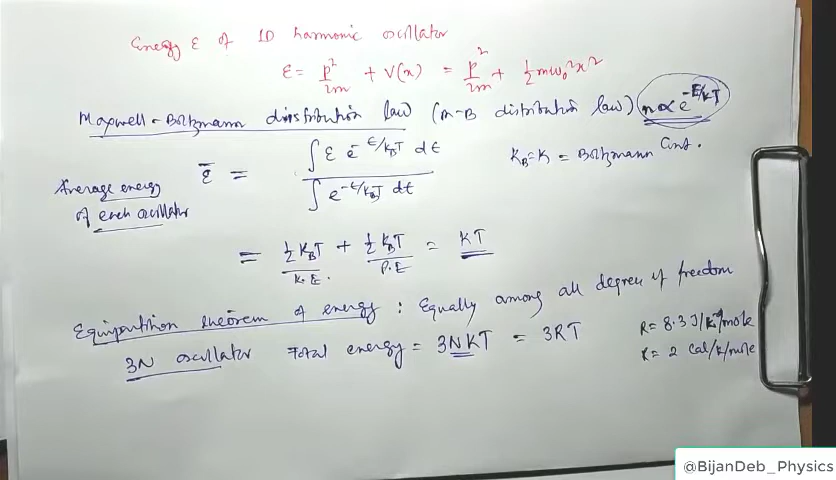 Energy ε of 1D harmonic oscillator
ε = p²/2m + V(x) = p²/2m + ½mω₀²x²
Maxwell-Boltzmann distribution law (M-B distribution law) n ∝ e^-E/KT
Average energy of each oscillator ε̄ = ∫ε e^-ε/K_BT dε / ∫e^-ε/K_BT dε
K_B = K = Boltzmann Const.
= ½K_BT + ½K_BT = KT
K.E. P.E
Equipartition theorem of energy : Equally among all degree of freedom
3N oscillator Total energy = 3NKT = 3RT
R = 8.3 J/K/mole
R = 2 Cal/K/mole
@BijanDeb_Physics